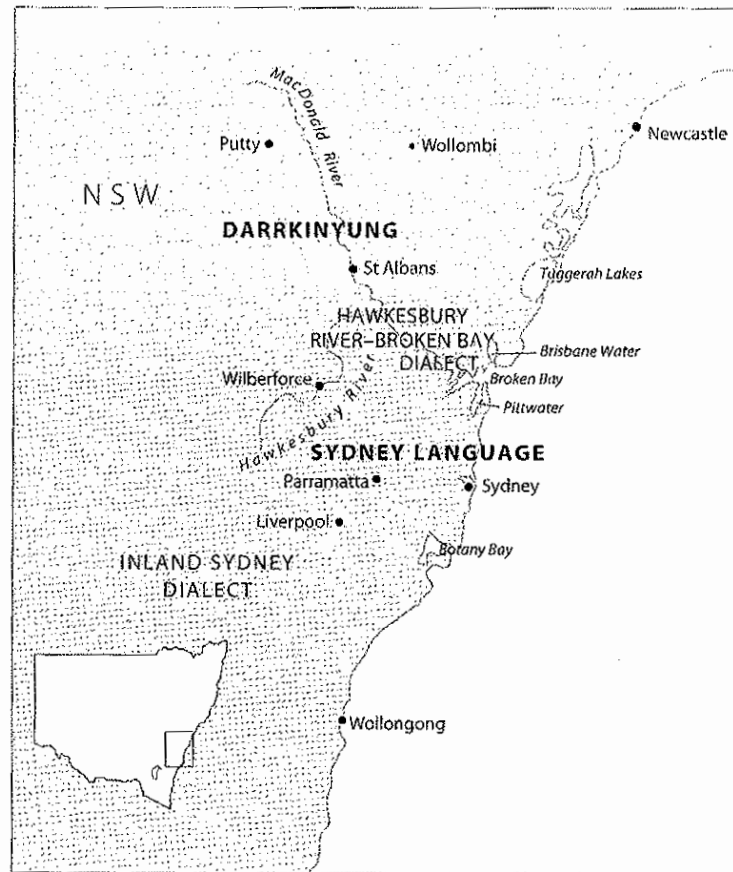 MacDonald River
Newcastle
Putty
Wollombi
NSW
DARRKINYUNG
St Albans
Tuggerah Lakes
HAWKESBURY
RIVER–BROKEN BAY
DIALECT
Brisbane Water
Wilberforce
Broken Bay
Pittwater
Hawkesbury River
SYDNEY LANGUAGE
Parramatta
Sydney
Liverpool
Botany Bay
INLAND SYDNEY
DIALECT
Wollongong